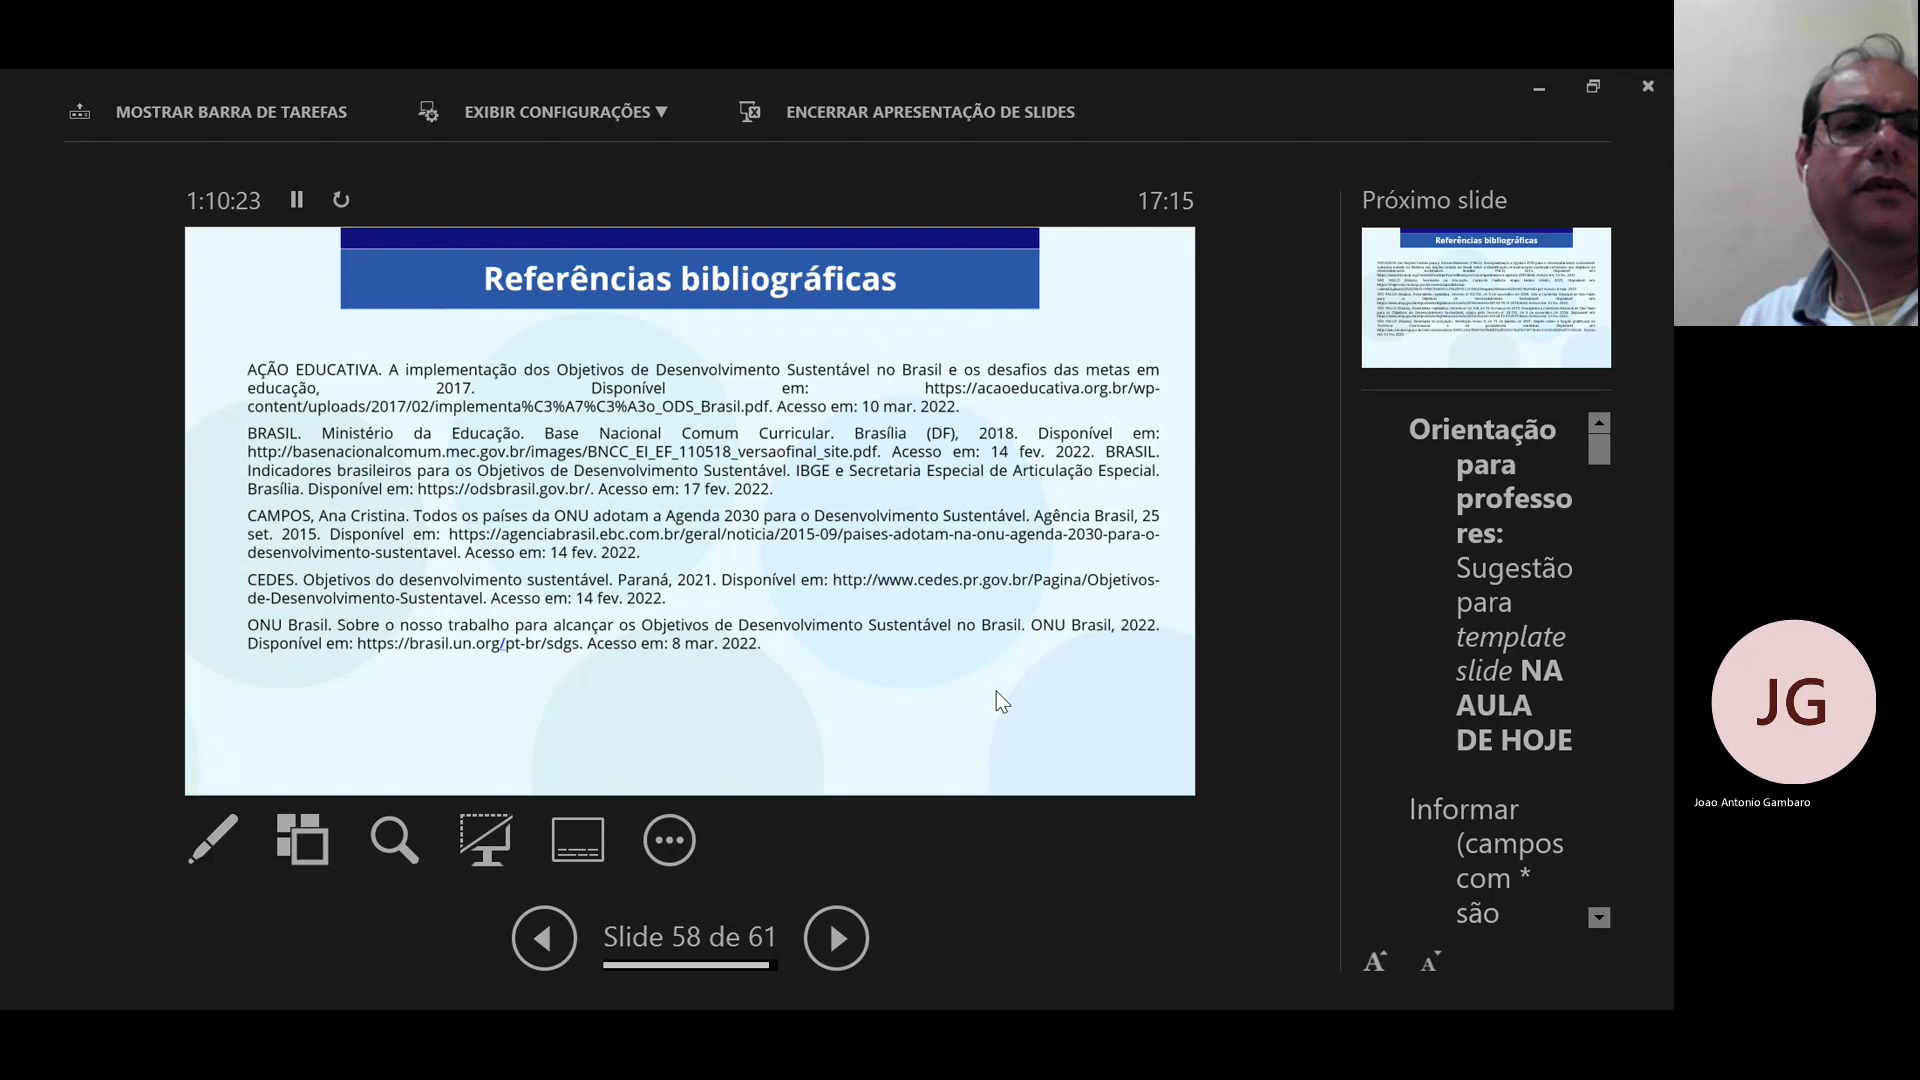 MOSTRAR BARRA DE TAREFAS
EXIBIR CONFIGURAÇÕES ▼
ENCERRAR APRESENTAÇÃO DE SLIDES
1:10:23
17:15
Referências bibliográficas
AÇÃO EDUCATIVA. A implementação dos Objetivos de Desenvolvimento Sustentável no Brasil e os desafios das metas em
educação, 2017. Disponível em: https://acaoeducativa.org.br/wp-
content/uploads/2017/02/implementa%C3%A7%C3%A3o_ODS_Brasil.pdf. Acesso em: 10 mar. 2022.
BRASIL. Ministério da Educação. Base Nacional Comum Curricular. Brasília (DF), 2018. Disponível em:
http://basenacionalcomum.mec.gov.br/images/BNCC_EI_EF_110518_versaofinal_site.pdf. Acesso em: 14 fev. 2022. BRASIL.
Indicadores brasileiros para os Objetivos de Desenvolvimento Sustentável. IBGE e Secretaria Especial de Articulação Especial.
Brasília. Disponível em: https://odsbrasil.gov.br/. Acesso em: 17 fev. 2022.
CAMPOS, Ana Cristina. Todos os países da ONU adotam a Agenda 2030 para o Desenvolvimento Sustentável. Agência Brasil, 25
set. 2015. Disponível em: https://agenciabrasil.ebc.com.br/geral/noticia/2015-09/paises-adotam-na-onu-agenda-2030-para-o-
desenvolvimento-sustentavel. Acesso em: 14 fev. 2022.
CEDES. Objetivos do desenvolvimento sustentável. Paraná, 2021. Disponível em: http://www.cedes.pr.gov.br/Pagina/Objetivos-
de-Desenvolvimento-Sustentavel. Acesso em: 14 fev. 2022.
ONU Brasil. Sobre o nosso trabalho para alcançar os Objetivos de Desenvolvimento Sustentável no Brasil. ONU Brasil, 2022.
Disponível em: https://brasil.un.org/pt-br/sdgs. Acesso em: 8 mar. 2022.
Slide 58 de 61
Próximo slide
Referências bibliográficas
Orientação
para
professo
res:
Sugestão
para
template
slide NA
AULA
DE HOJE
Informar
(campos
com *
são
A
A
JG
Joao Antonio Gambaro